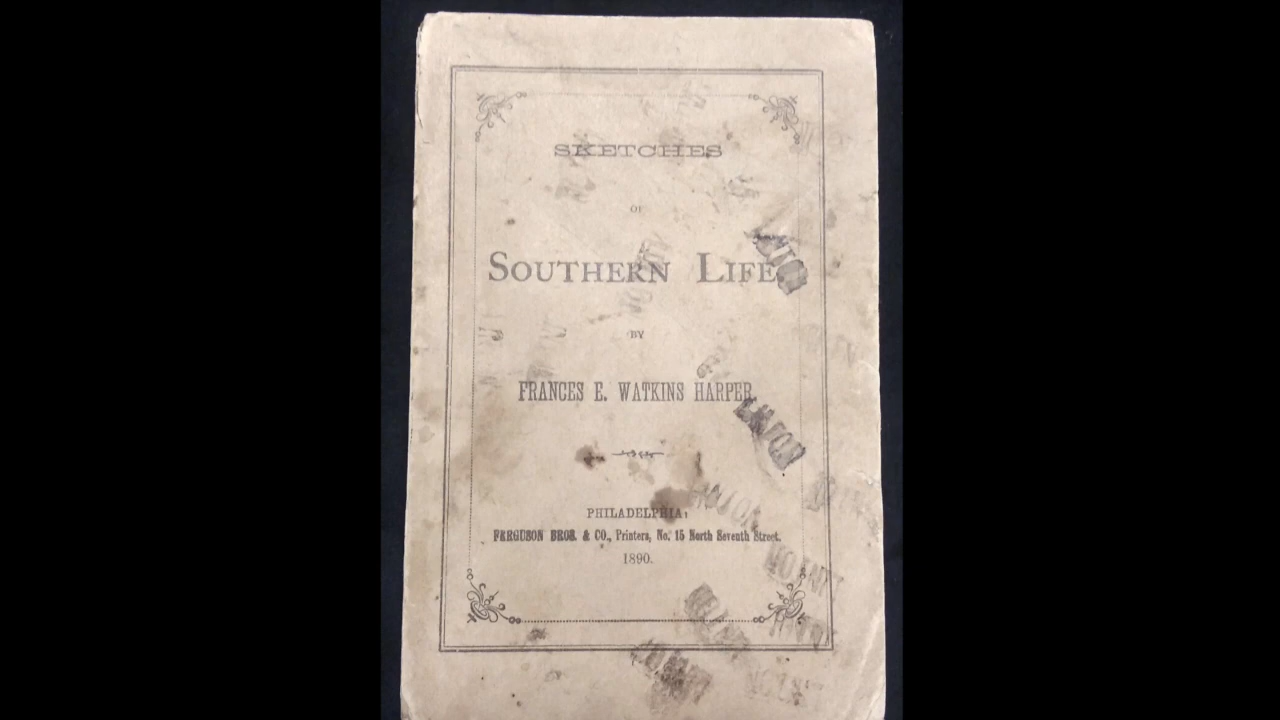 SKETCHES
OF
SOUTHERN LIFE
BY
FRANCES E. WATKINS HARPER
PHILADELPHIA:
FERGUSON BROS. & CO., Printers, No. 15 North Seventh Street.
1890.